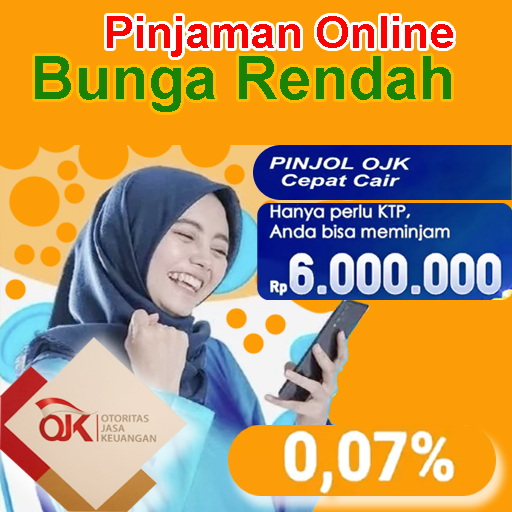 Pinjaman Online
Bunga Rendah
PINJOL OJK
Cepat Cair
Hanya perlu KTP,
Anda bisa meminjam
Rp 6.000.000
OJK
OTORITAS
JASA
KEUANGAN
0,07%